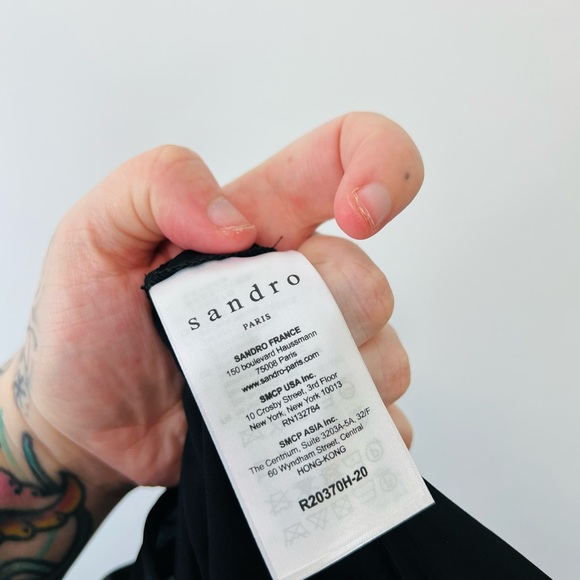 sandro
PARIS
SANDRO FRANCE
150 boulevard Haussmann
75008 Paris
www.sandro-paris.com
SMCP USA Inc.
10 Crosby Street, 3rd Floor
New York, New York 10013
RN132784
SMCP ASIA Inc.
The Centrium, Suite 3203A-5A, 32/F
60 Wyndham Street, Central
HONG-KONG
R20370H-20